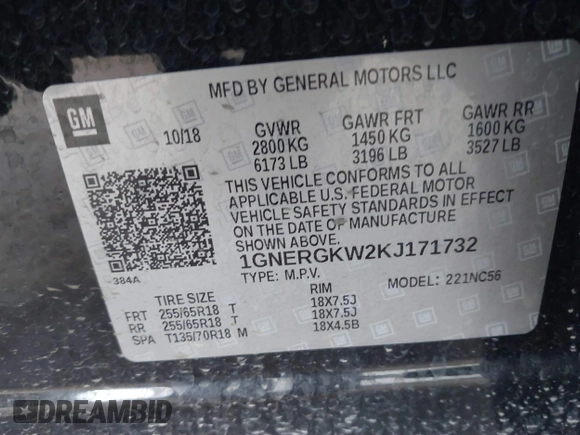 MFD BY GENERAL MOTORS LLC
GM
10/18 GVWR GAWR FRT GAWR RR
2800 KG 1450 KG 1600 KG
6173 LB 3196 LB 3527 LB
THIS VEHICLE CONFORMS TO ALL
APPLICABLE U.S. FEDERAL MOTOR
VEHICLE SAFETY STANDARDS IN EFFECT
ON THE DATE OF MANUFACTURE
SHOWN ABOVE.
1GNERGKW2KJ171732
384A
TYPE: M.P.V. MODEL: 221NC56
TIRE SIZE RIM
FRT 255/65R18 T 18X7.5J
RR 255/65R18 T 18X7.5J
SPA T135/70R18 M 18X4.5B
DREAMBID